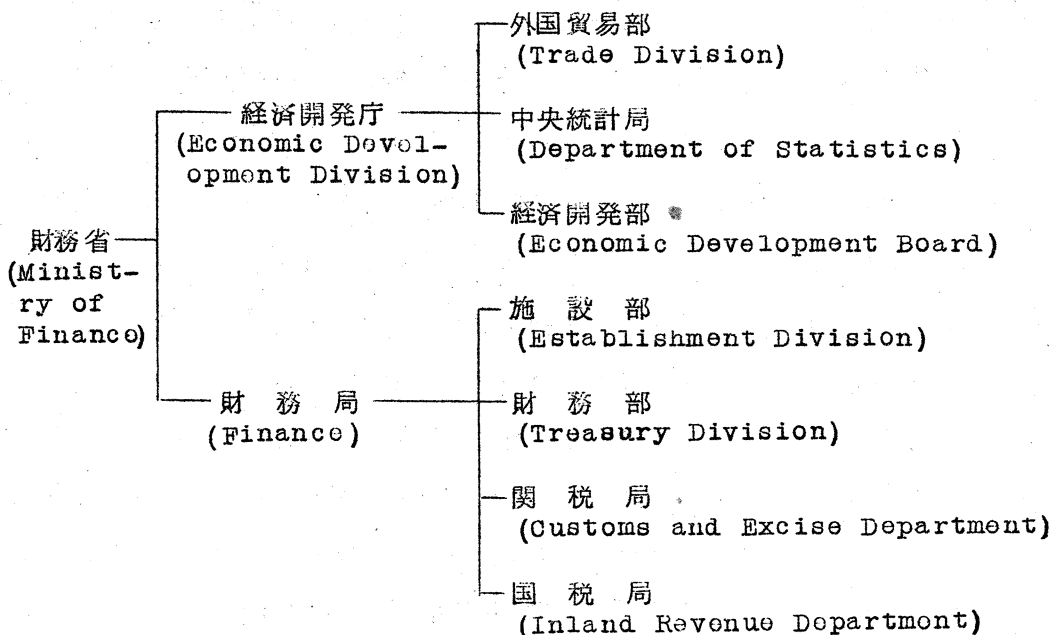 財務省
(Minist-
ry of
Finance)
経済開発庁
(Economic Devel-
opment Division)
外国貿易部
(Trade Division)
中央統計局
(Department of Statistics)
経済開発部
(Economic Development Board)
財務局
(Finance)
施設部
(Establishment Division)
財務部
(Treasury Division)
関税局
(Customs and Excise Department)
国税局
(Inland Revenue Department)